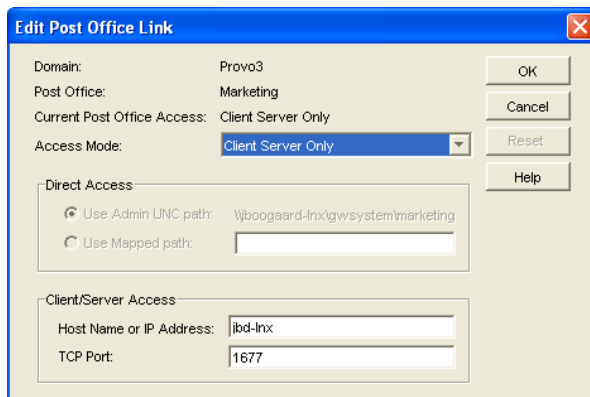 Edit Post Office Link
Domain: Provo3
Post Office: Marketing
Current Post Office Access: Client Server Only
Access Mode: Client Server Only
OK
Cancel
Reset
Help
Direct Access
Use Admin UNC path: \\jboogaard-lnx\gwsystem\marketing
Use Mapped path:
Client/Server Access
Host Name or IP Address: jbd-lnx
TCP Port: 1677